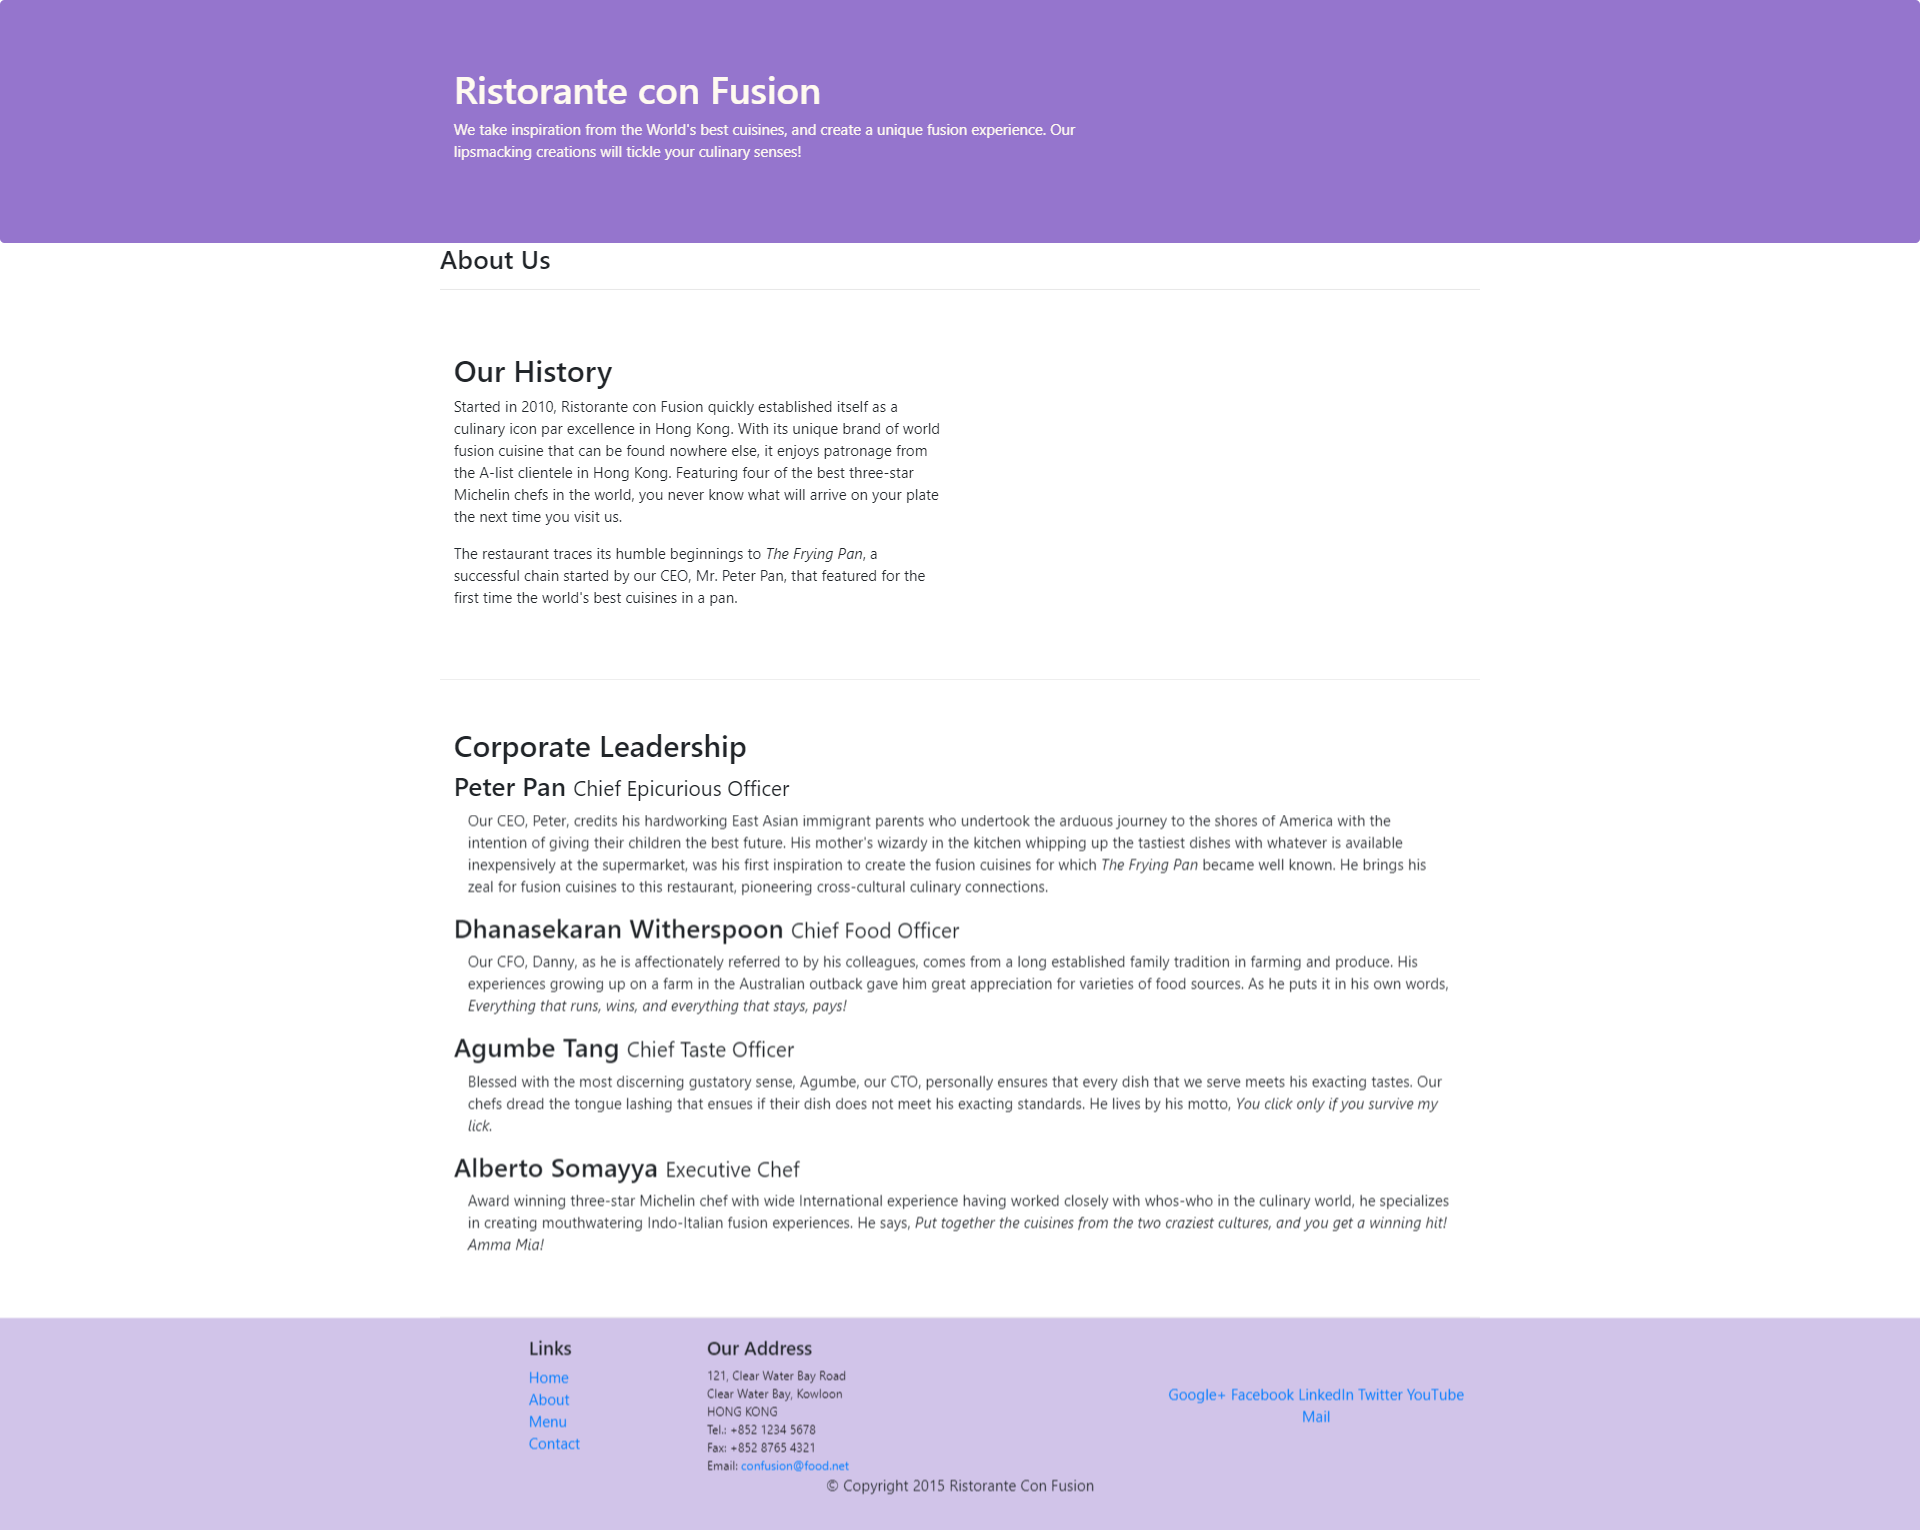 Ristorante con Fusion
We take inspiration from the World's best cuisines, and create a unique fusion experience. Our
lipsmacking creations will tickle your culinary senses!
About Us
Our History
Started in 2010, Ristorante con Fusion quickly established itself as a
culinary icon par excellence in Hong Kong. With its unique brand of world
fusion cuisine that can be found nowhere else, it enjoys patronage from
the A-list clientele in Hong Kong. Featuring four of the best three-star
Michelin chefs in the world, you never know what will arrive on your plate
the next time you visit us.
The restaurant traces its humble beginnings to The Frying Pan, a
successful chain started by our CEO, Mr. Peter Pan, that featured for the
first time the world's best cuisines in a pan.
Corporate Leadership
Peter Pan Chief Epicurious Officer
Our CEO, Peter, credits his hardworking East Asian immigrant parents who undertook the arduous journey to the shores of America with the
intention of giving their children the best future. His mother's wizardy in the kitchen whipping up the tastiest dishes with whatever is available
inexpensively at the supermarket, was his first inspiration to create the fusion cuisines for which The Frying Pan became well known. He brings his
zeal for fusion cuisines to this restaurant, pioneering cross-cultural culinary connections.
Dhanasekaran Witherspoon Chief Food Officer
Our CFO, Danny, as he is affectionately referred to by his colleagues, comes from a long established family tradition in farming and produce. His
experiences growing up on a farm in the Australian outback gave him great appreciation for varieties of food sources. As he puts it in his own words,
Everything that runs, wins, and everything that stays, pays!
Agumbe Tang Chief Taste Officer
Blessed with the most discerning gustatory sense, Agumbe, our CTO, personally ensures that every dish that we serve meets his exacting tastes. Our
chefs dread the tongue lashing that ensues if their dish does not meet his exacting standards. He lives by his motto, You click only if you survive my
lick.
Alberto Somayya Executive Chef
Award winning three-star Michelin chef with wide International experience having worked closely with whos-who in the culinary world, he specializes
in creating mouthwatering Indo-Italian fusion experiences. He says, Put together the cuisines from the two craziest cultures, and you get a winning hit!
Amma Mia!
Links
Home
About
Menu
Contact
Our Address
121, Clear Water Bay Road
Clear Water Bay, Kowloon
HONG KONG
Tel.: +852 1234 5678
Fax: +852 8765 4321
Email: confusion@food.net
Google+ Facebook LinkedIn Twitter YouTube
Mail
© Copyright 2015 Ristorante Con Fusion